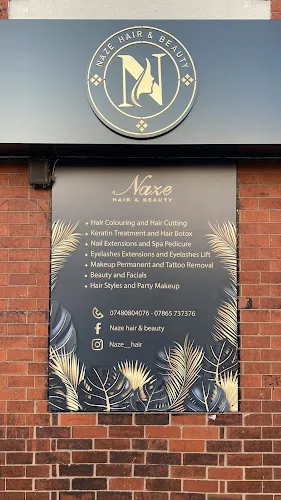 NAZE HAIR & BEAUTY
N
Naze
HAIR & BEAUTY
• Hair Colouring and Hair Cutting
• Keratin Treatment and Hair Botox
• Nail Extensions and Spa Pedicure
• Eyelashes Extensions and Eyelashes Lift
• Makeup Permanent and Tattoo Removal
• Beauty and Facials
• Hair Styles and Party Makeup
07480804076 - 07865 737376
Naze hair & beauty
Naze__hair